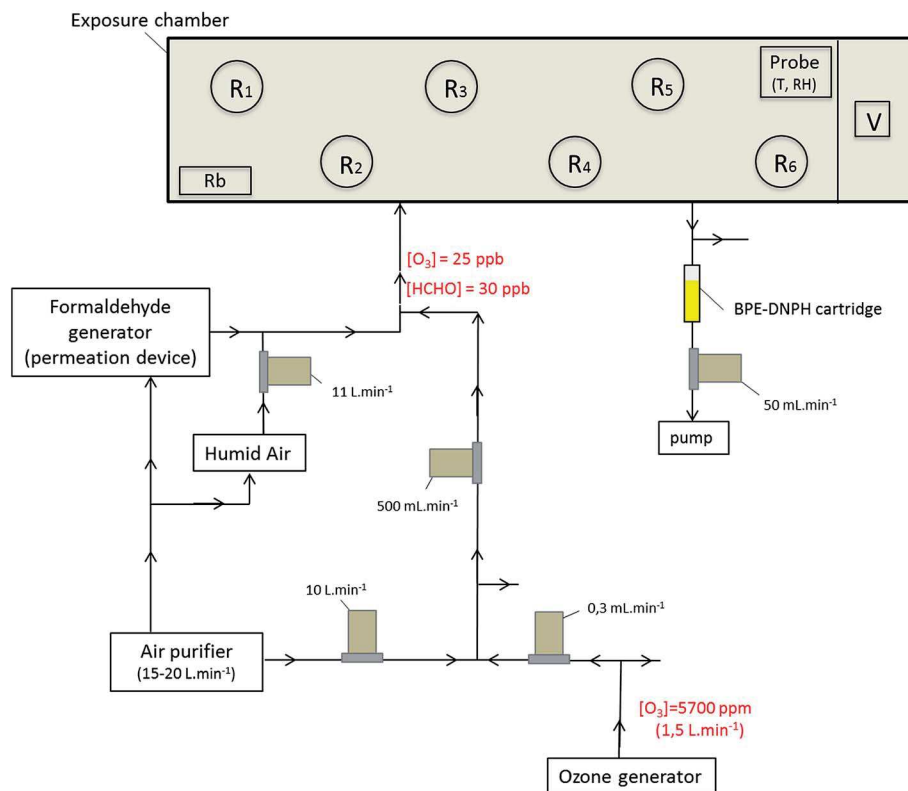 Exposure chamber
R1
R3
R5
Probe
(T, RH)
V
Rb
R2
R4
R6
[O3] = 25 ppb
[HCHO] = 30 ppb
Formaldehyde
generator
(permeation device)
BPE-DNPH cartridge
11 L.min-1
50 mL.min-1
Humid Air
pump
500 mL.min-1
10 L.min-1
0,3 mL.min-1
Air purifier
(15-20 L.min-1)
[O3]=5700 ppm
(1,5 L.min-1)
Ozone generator